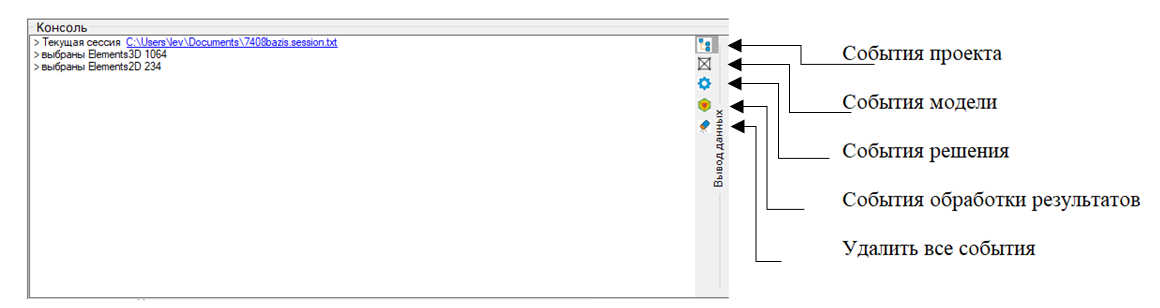 Консоль
> Текущая сессия C:\Users\lev\Documents\7408bazis.session.txt
> выбраны Elements3D 1064
> выбраны Elements2D 234
Вывод данных
События проекта
События модели
События решения
События обработки результатов
Удалить все события